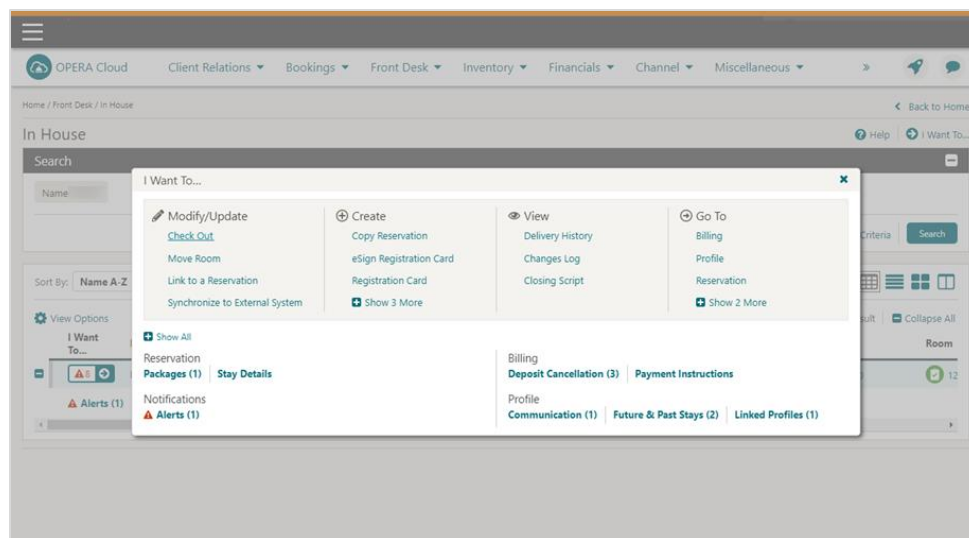 OPERA Cloud Client Relations Bookings Front Desk Inventory Financials Channel Miscellaneous »
Home / Front Desk / In House Back to Home
In House Help I Want To...
Search
Name
I Want To...
Modify/Update Create View Go To
Check Out Copy Reservation Delivery History Billing
Move Room eSign Registration Card Changes Log Profile
Link to a Reservation Registration Card Closing Script Reservation
Synchronize to External System Show 3 More Show 2 More
Criteria Search
Sort By: Name A-Z
Show All
Reservation Billing
Packages (1) Stay Details Deposit Cancellation (3) Payment Instructions
Notifications Profile
Alerts (1) Communication (1) Future & Past Stays (2) Linked Profiles (1)
View Options Collapse All
I Want To... Room
12
Alerts (1)